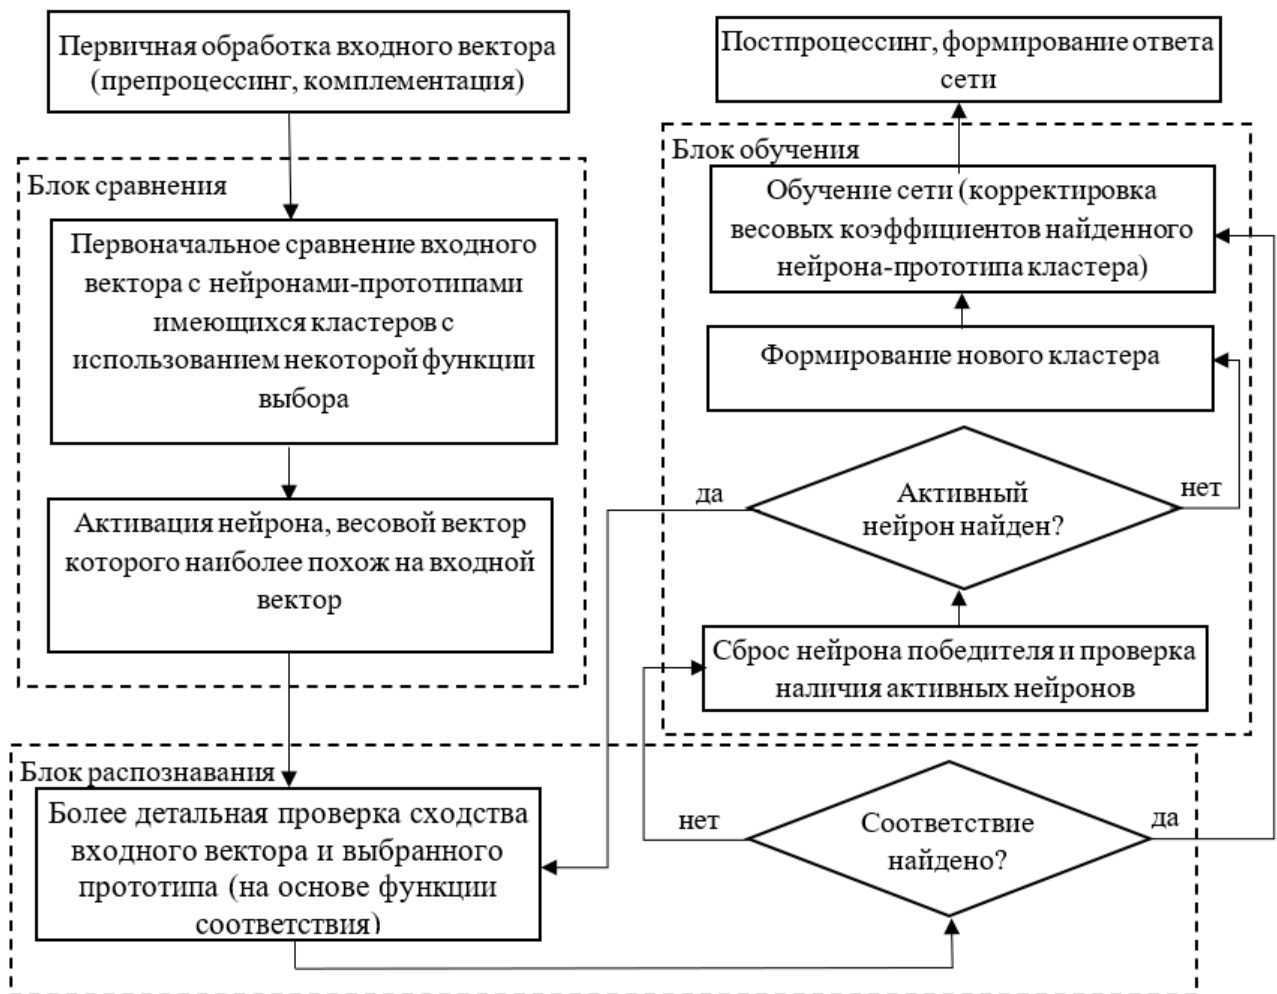 Первичная обработка входного вектора
(препроцессинг, комплементация)
Блок сравнения
Первоначальное сравнение входного
вектора с нейронами-прототипами
имеющихся кластеров с
использованием некоторой функции
выбора
Активация нейрона, весовой вектор
которого наиболее похож на входной
вектор
Блок распознавания
Более детальная проверка сходства
входного вектора и выбранного
прототипа (на основе функции
соответствия)
Постпроцессинг, формирование ответа
сети
Блок обучения
Обучение сети (корректировка
весовых коэффициентов найденного
нейрона-прототипа кластера)
Формирование нового кластера
да
Активный
нейрон найден?
нет
Сброс нейрона победителя и проверка
наличия активных нейронов
нет
Соответствие
найдено?
да